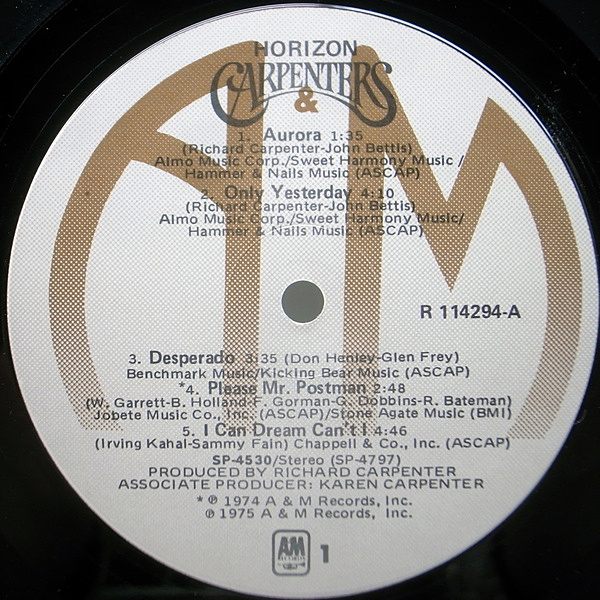 HORIZON
CARPENTERS
&
1. Aurora 1:35
(Richard Carpenter-John Bettis)
Almo Music Corp./Sweet Harmony Music /
Hammer & Nails Music (ASCAP)
2. Only Yesterday 4:10
(Richard Carpenter-John Bettis)
Almo Music Corp./Sweet Harmony Music/
Hammer & Nails Music (ASCAP)
R 114294-A
3. Desperado 3:35 (Don Henley-Glen Frey)
Benchmark Music/Kicking Bear Music (ASCAP)
*4. Please Mr. Postman 2:48
(W. Garrett-B. Holland-F. Gorman-G. Dobbins-R. Bateman)
Jobete Music Co., Inc. (ASCAP)/Stone Agate Music (BMI)
5. I Can Dream Can't I 4:46
(Irving Kahal-Sammy Fain) Chappell & Co., Inc. (ASCAP)
SP-4530/Stereo (SP-4797)
PRODUCED BY RICHARD CARPENTER
ASSOCIATE PRODUCER: KAREN CARPENTER
* ℗ 1974 A & M Records, Inc.
℗ 1975 A & M Records, Inc.
AM
RECORDS
1